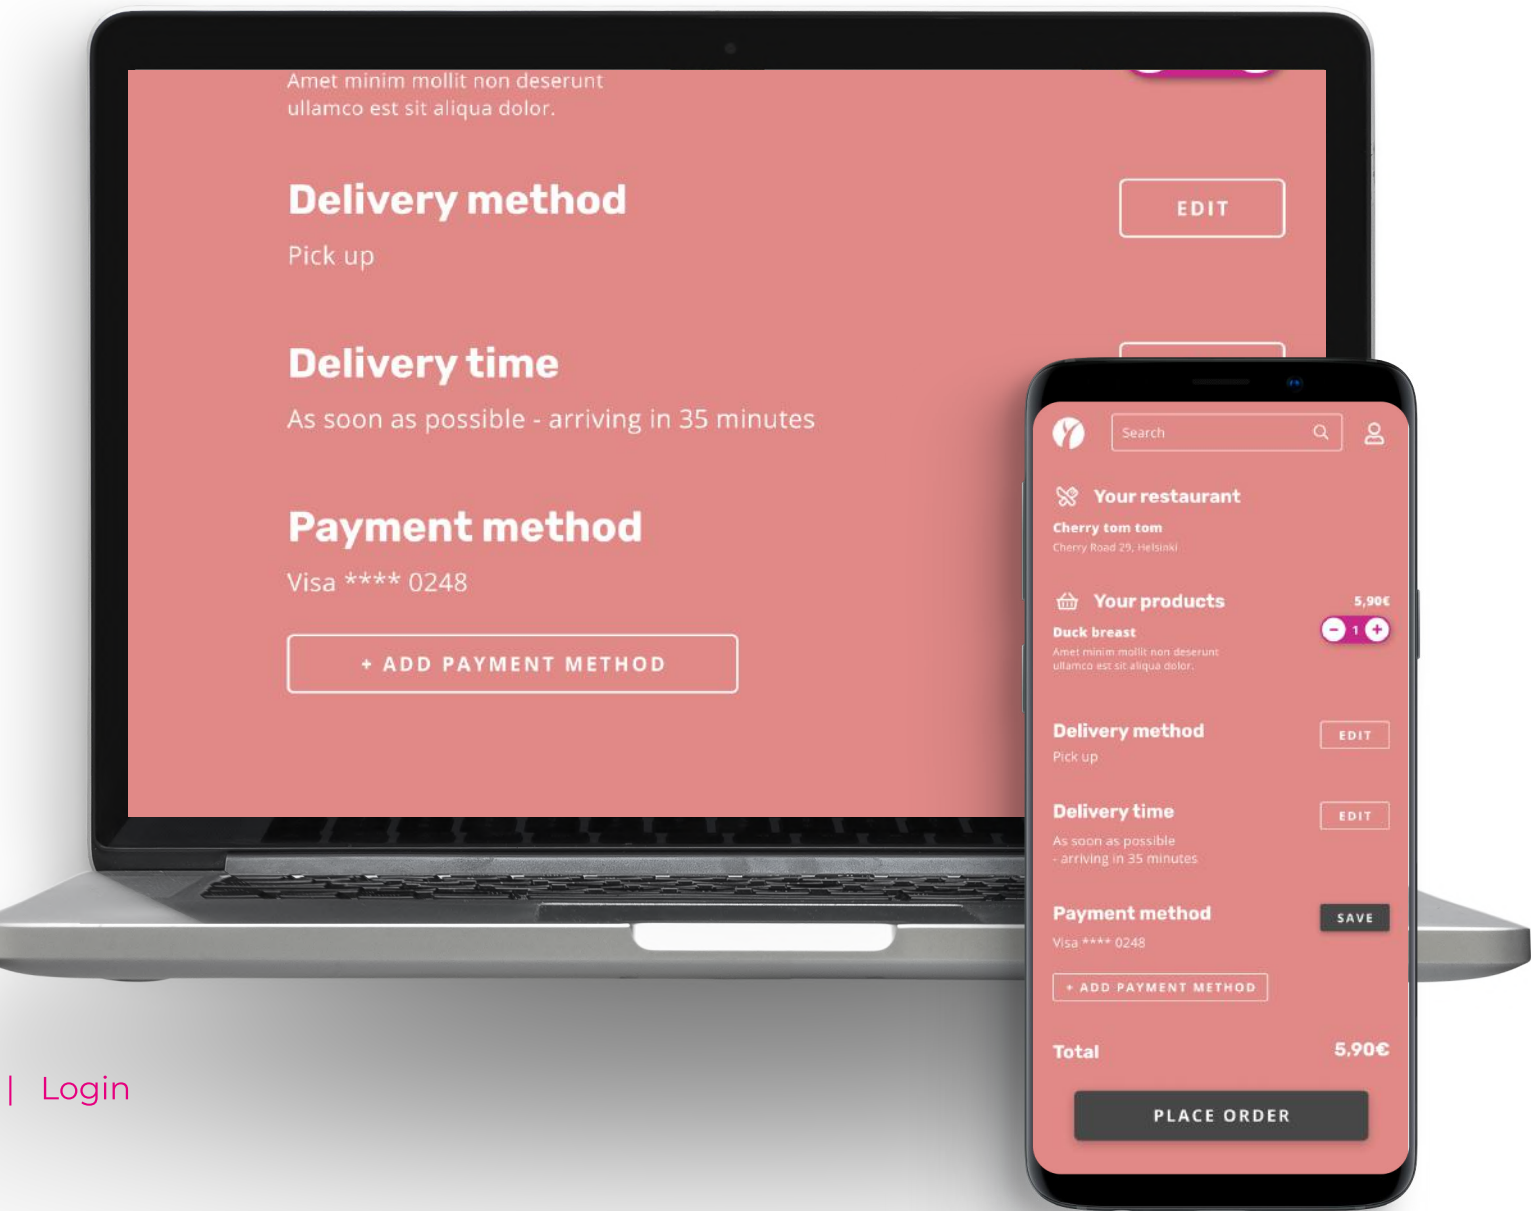 Amet minim mollit non deserunt
ullamco est sit aliqua dolor.
Delivery method
EDIT
Pick up
Delivery time
As soon as possible - arriving in 35 minutes
Payment method
Visa **** 0248
+ ADD PAYMENT METHOD
Search
Your restaurant
Cherry tom tom
Cherry Road 29, Helsinki
Your products
5,90€
Duck breast
- 1 +
Amet minim mollit non deserunt
ullamco est sit aliqua dolor.
Delivery method
EDIT
Pick up
Delivery time
EDIT
As soon as possible
- arriving in 35 minutes
Payment method
SAVE
Visa **** 0248
+ ADD PAYMENT METHOD
Total
5,90€
PLACE ORDER
| Login